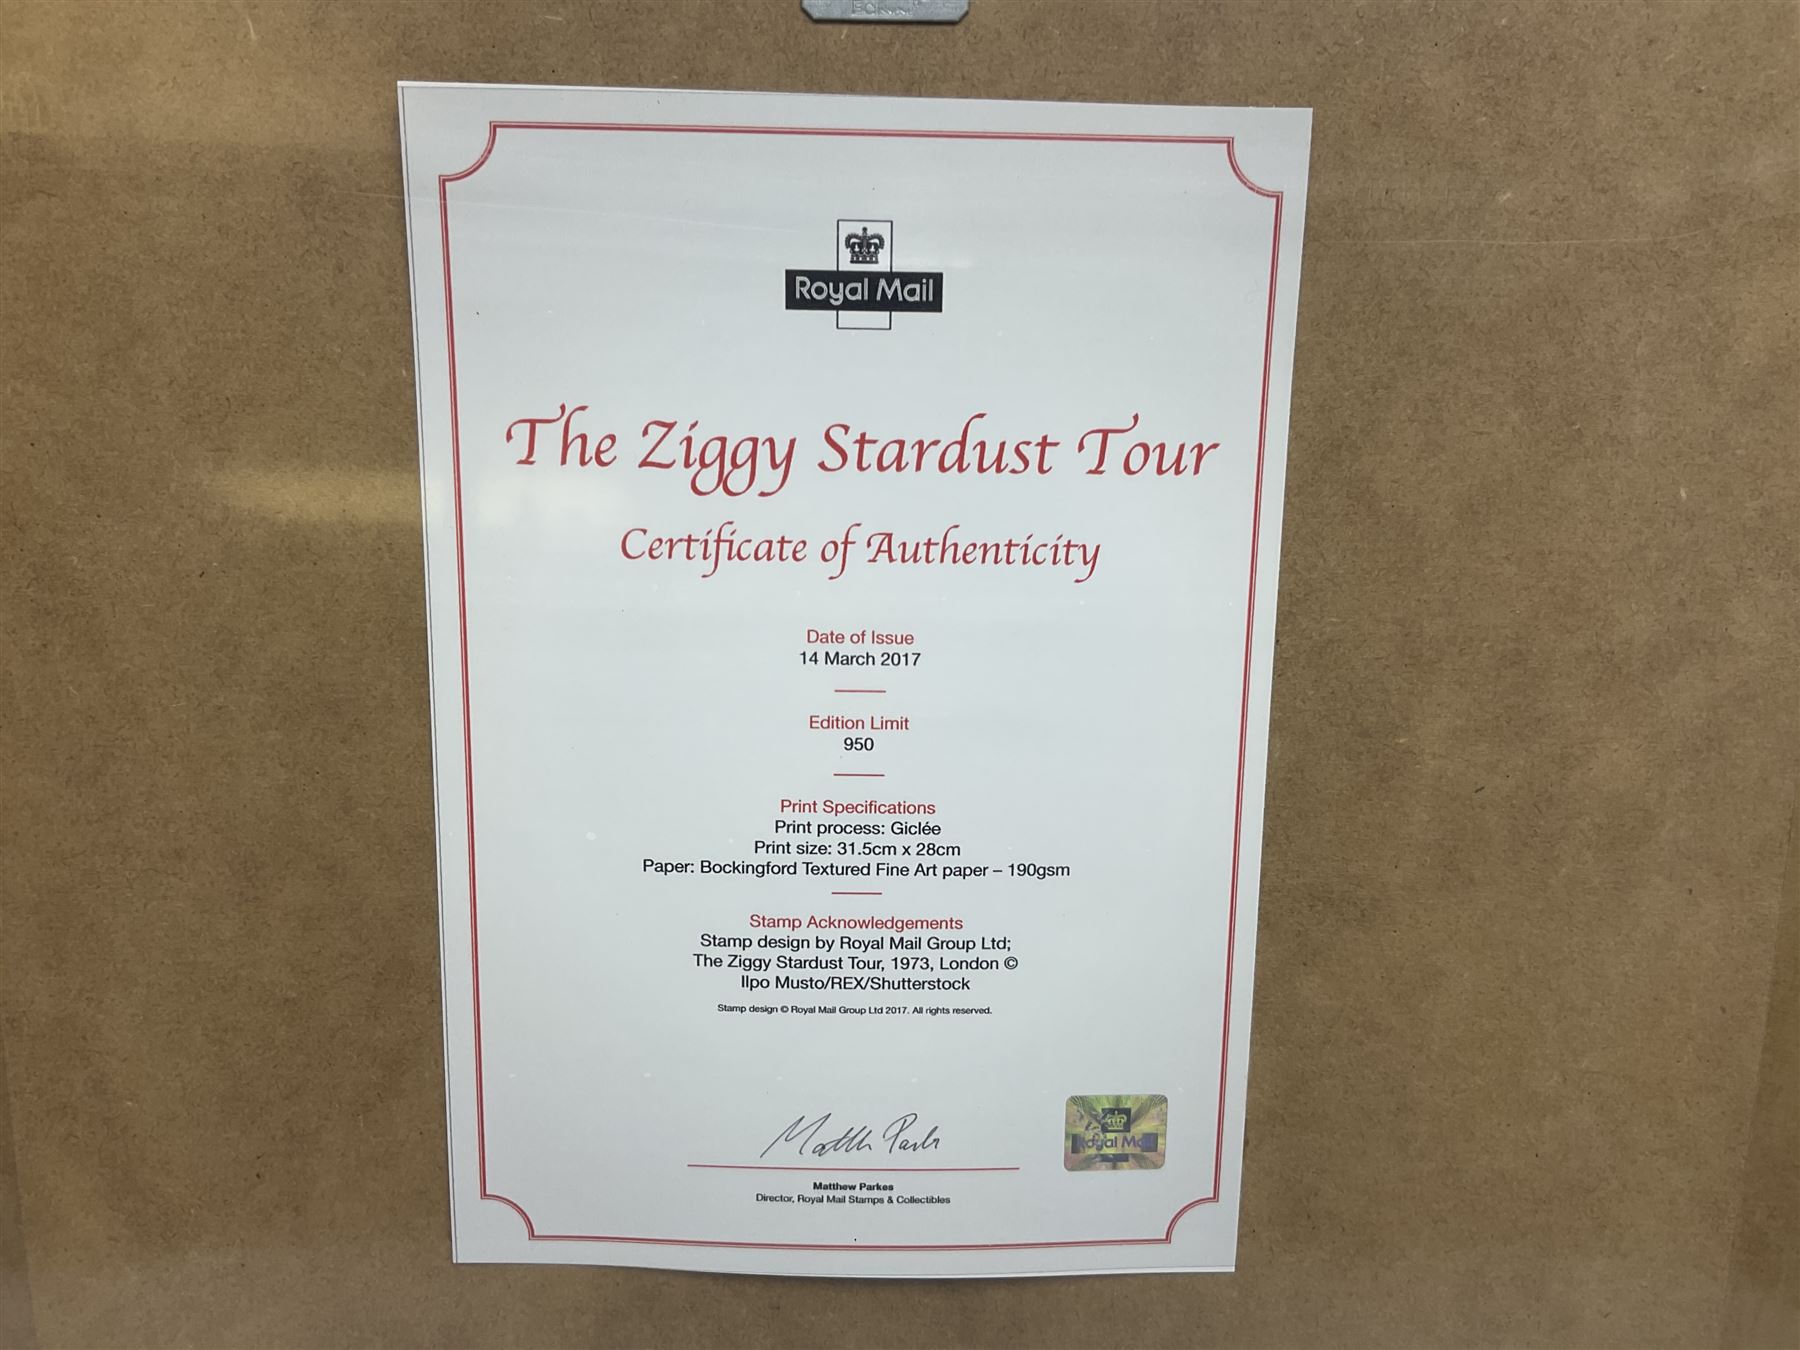 Royal Mail
The Ziggy Stardust Tour
Certificate of Authenticity
Date of Issue
14 March 2017
Edition Limit
950
Print Specifications
Print process: Giclée
Print size: 31.5cm x 28cm
Paper: Bockingford Textured Fine Art paper – 190gsm
Stamp Acknowledgements
Stamp design by Royal Mail Group Ltd;
The Ziggy Stardust Tour, 1973, London ©
Ilpo Musto/REX/Shutterstock
Stamp design © Royal Mail Group Ltd 2017. All rights reserved.
Royal Mail
Matthew Parkes
Director, Royal Mail Stamps & Collectibles